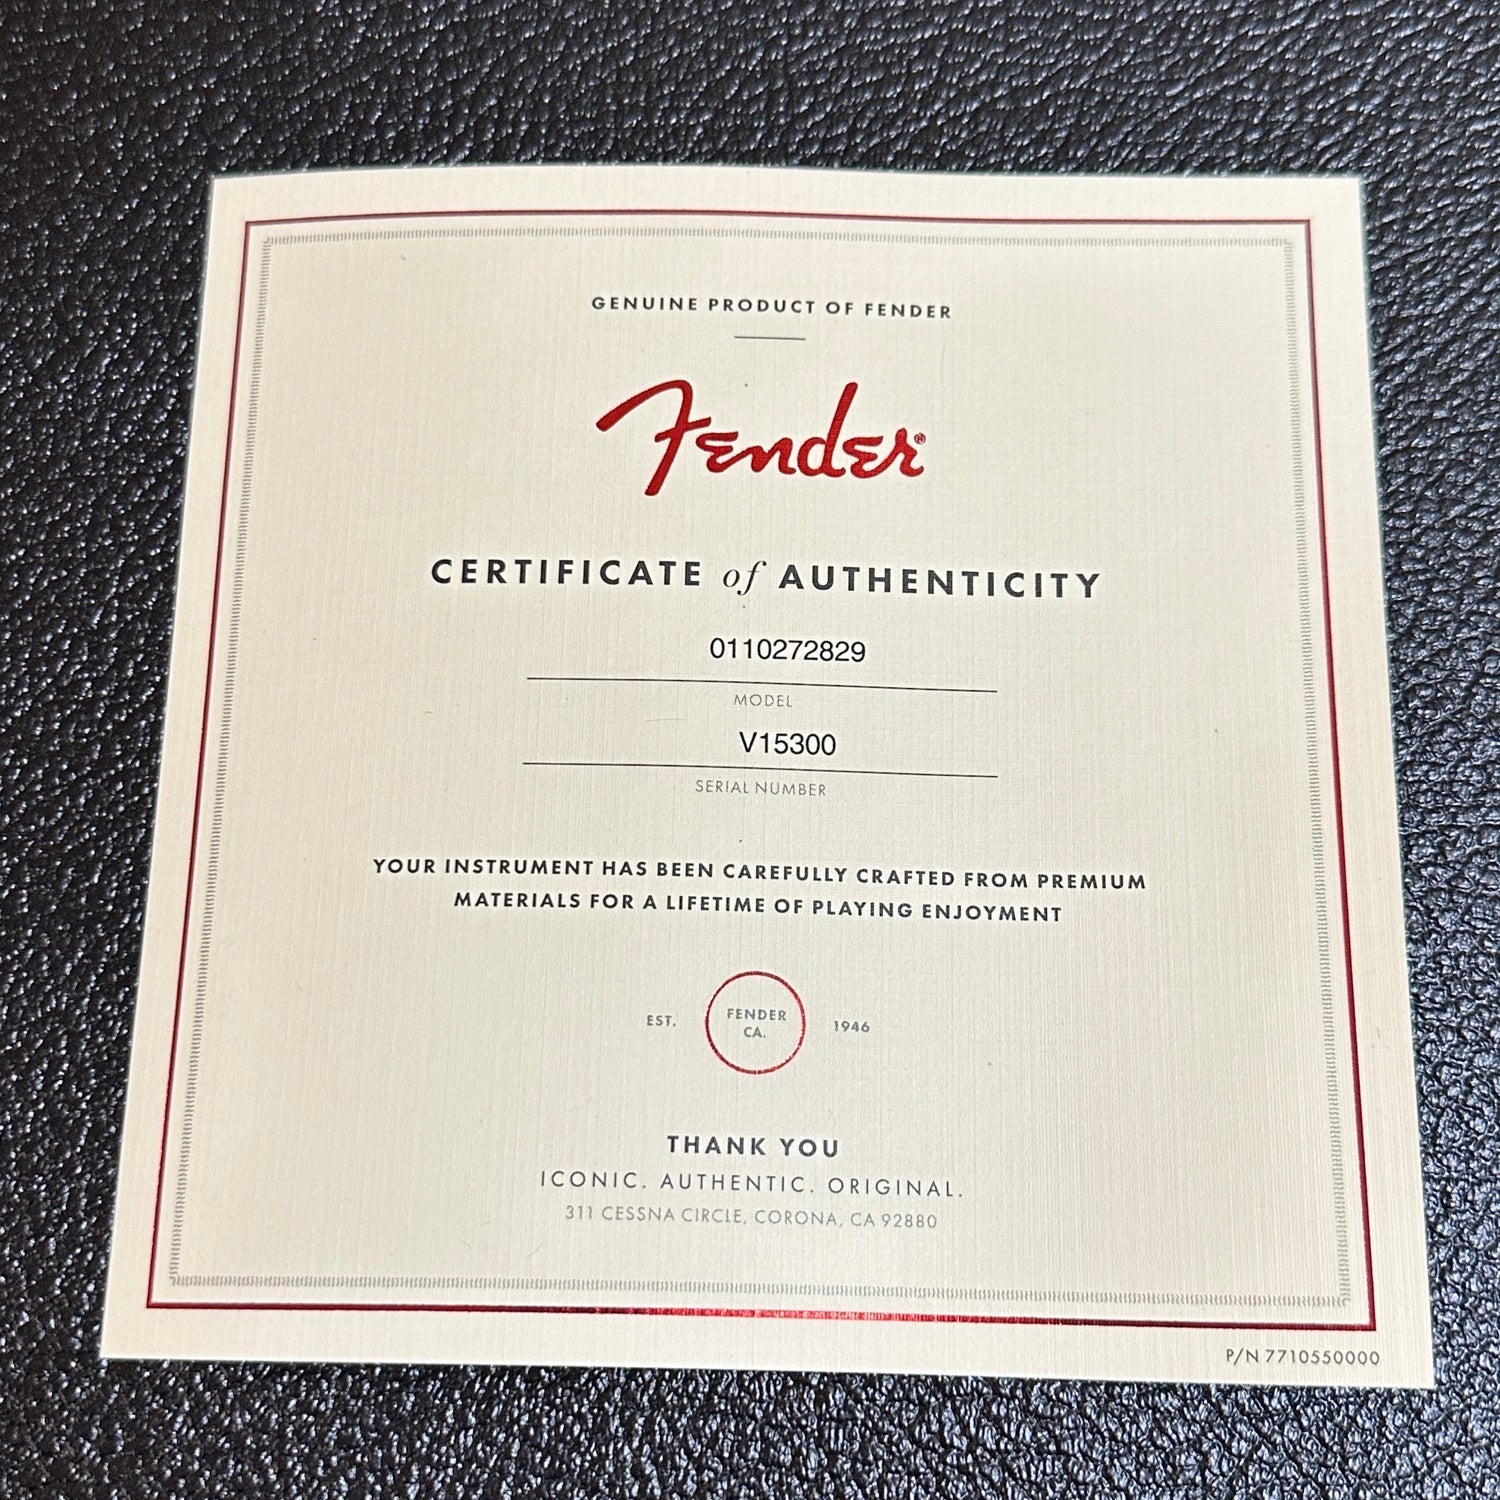 GENUINE PRODUCT OF FENDER
Fender®
CERTIFICATE of AUTHENTICITY
0110272829
MODEL
V15300
SERIAL NUMBER
YOUR INSTRUMENT HAS BEEN CAREFULLY CRAFTED FROM PREMIUM
MATERIALS FOR A LIFETIME OF PLAYING ENJOYMENT
EST. FENDER CA. 1946
THANK YOU
ICONIC. AUTHENTIC. ORIGINAL.
311 CESSNA CIRCLE, CORONA, CA 92880
P/N 7710550000